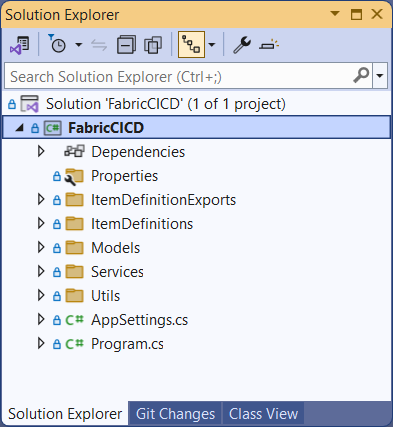 Solution Explorer
Search Solution Explorer (Ctrl+;)
Solution 'FabricCICD' (1 of 1 project)
C# FabricCICD
Dependencies
Properties
ItemDefinitionExports
ItemDefinitions
Models
Services
Utils
C# AppSettings.cs
C# Program.cs
Solution Explorer Git Changes Class View